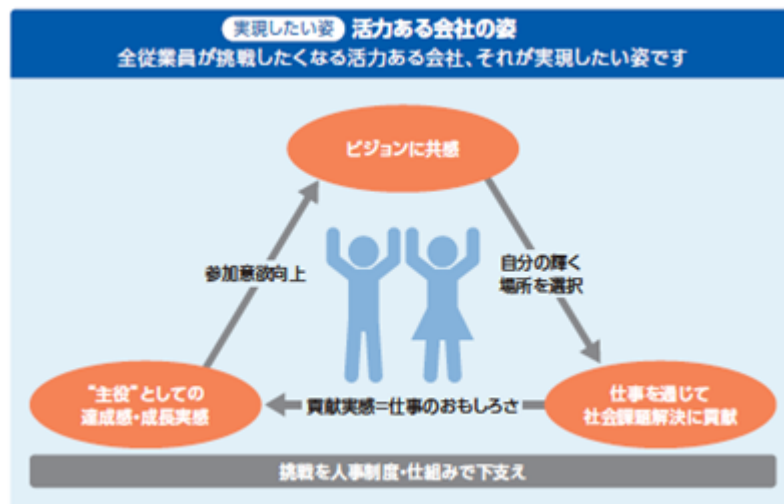 実現したい姿 活力ある会社の姿
全従業員が挑戦したくなる活力ある会社、それが実現したい姿です
ビジョンに共感
参加意欲向上
自分の輝く
場所を選択
“主役”としての
達成感・成長実感
貢献実感=仕事のおもしろさ
仕事を通じて
社会課題解決に貢献
挑戦を人事制度・仕組みで下支え